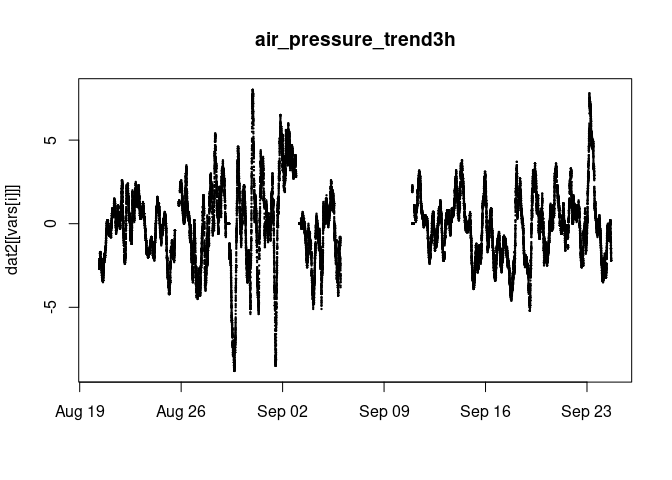 air_pressure_trend3h
dat2[[vars[i]]]
5
0
-5
Aug 19 Aug 26 Sep 02 Sep 09 Sep 16 Sep 23